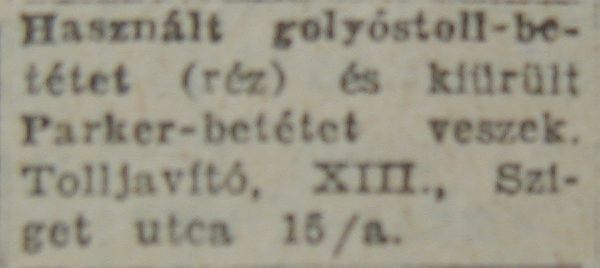 Használt golyóstoll-be-
tétet (réz) és kiürült
Parker-betétet veszek.
Tolljavító, XIII., Szi-
get utca 15/a.